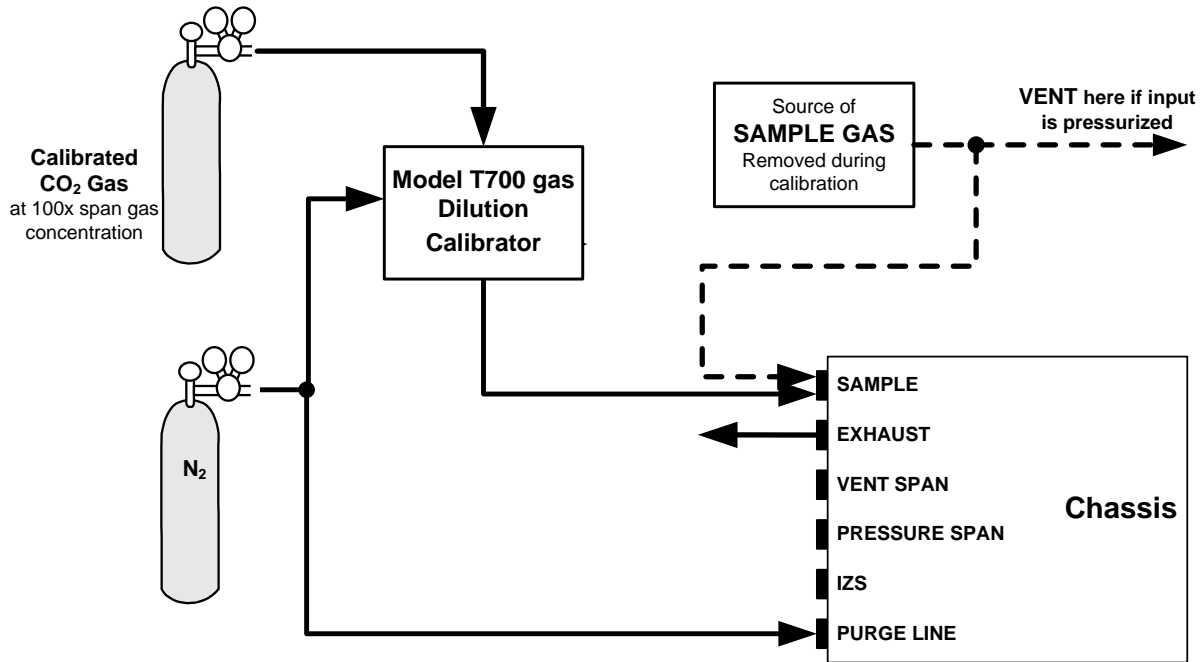 Calibrated
CO₂ Gas
at 100x span gas
concentration
Model T700 gas
Dilution
Calibrator
Source of
SAMPLE GAS
Removed during
calibration
VENT here if input
is pressurized
N₂
SAMPLE
EXHAUST
VENT SPAN
PRESSURE SPAN
IZS
PURGE LINE
Chassis